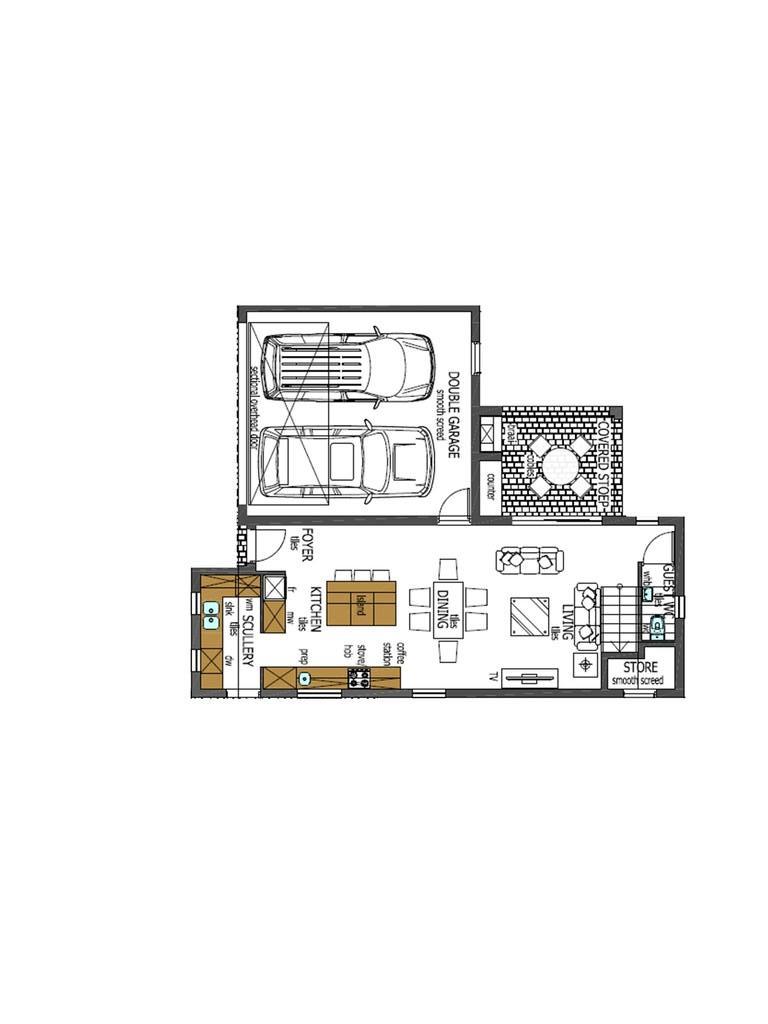 DOUBLE GARAGE
smooth screed
sectional overhead door
COVERED STOEP
cobbles
counter
FOYER
tiles
KITCHEN
tiles
Island
fr
mw
prep
stove/
hob
coffee
station
SCULLERY
tiles
wm
sink
dw
DINING
tiles
LIVING
tiles
TV
GUEST WC
tiles
whb
wc
STORE
smooth screed